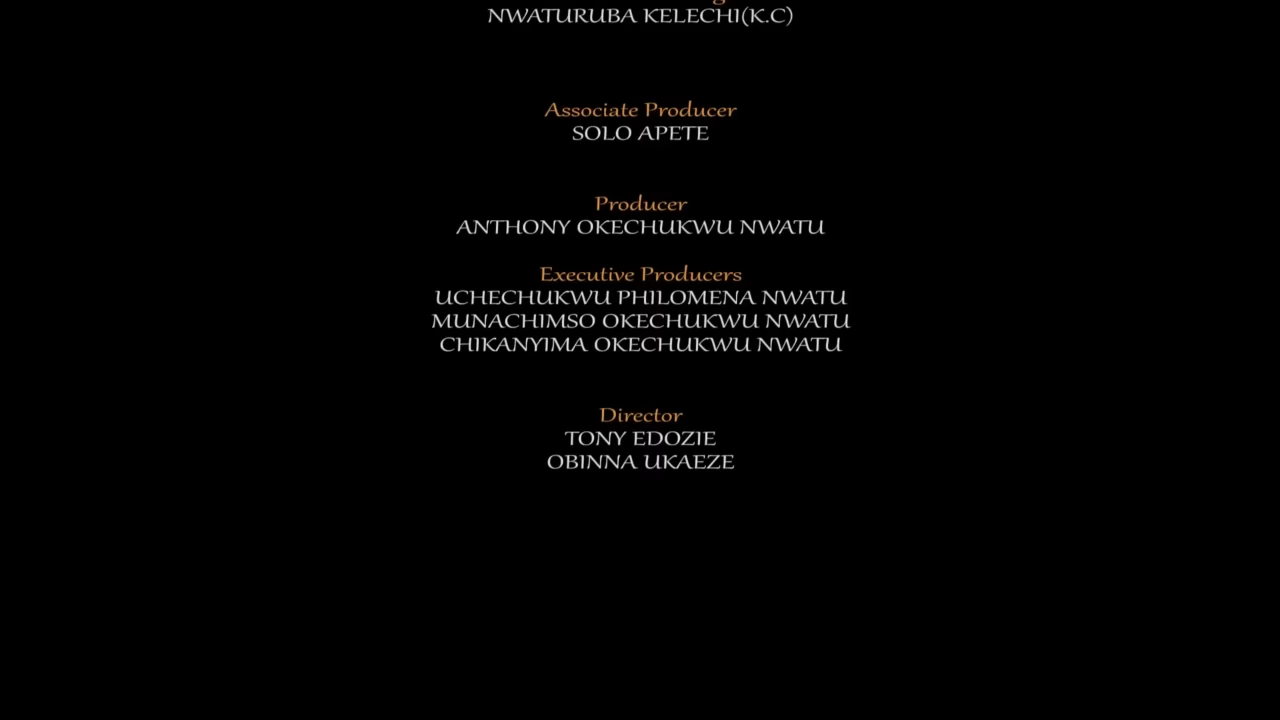 NWATURUBA KELECHI(K.C)
Associate Producer
SOLO APETE
Producer
ANTHONY OKECHUKWU NWATU
Executive Producers
UCHECHUKWU PHILOMENA NWATU
MUNACHIMSO OKECHUKWU NWATU
CHIKANYIMA OKECHUKWU NWATU
Director
TONY EDOZIE
OBINNA UKAEZE